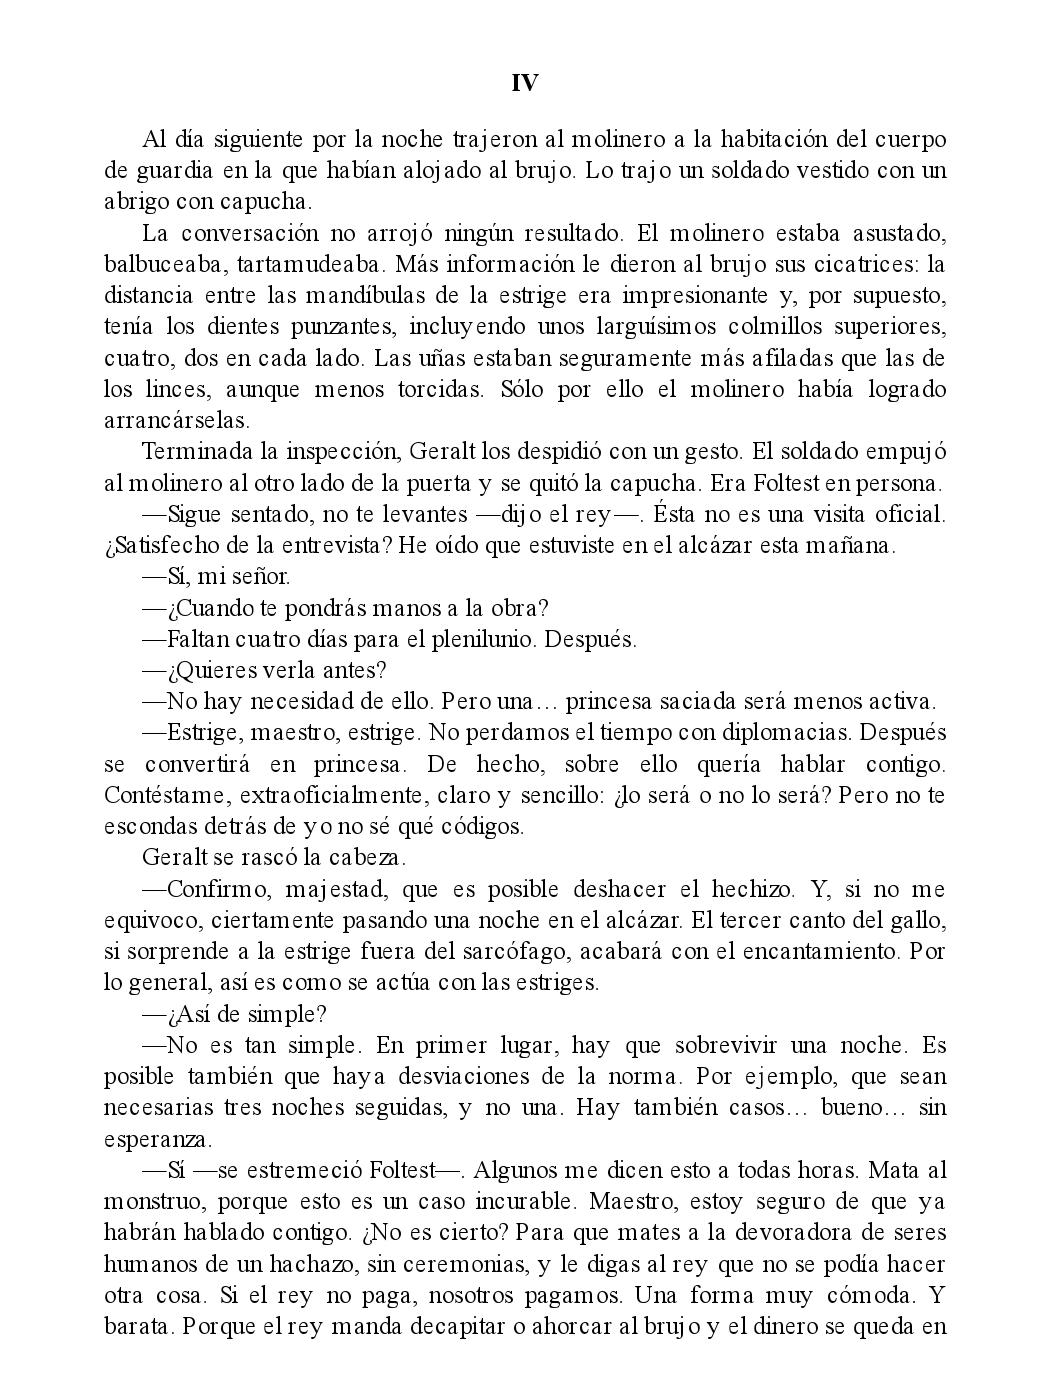 IV
Al día siguiente por la noche trajeron al molinero a la habitación del cuerpo
de guardia en la que habían alojado al brujo. Lo trajo un soldado vestido con un
abrigo con capucha.
La conversación no arrojó ningún resultado. El molinero estaba asustado,
balbuceaba, tartamudeaba. Más información le dieron al brujo sus cicatrices: la
distancia entre las mandíbulas de la estrige era impresionante y, por supuesto,
tenía los dientes punzantes, incluyendo unos larguísimos colmillos superiores,
cuatro, dos en cada lado. Las uñas estaban seguramente más afiladas que las de
los linces, aunque menos torcidas. Sólo por ello el molinero había logrado
arrancárselas.
Terminada la inspección, Geralt los despidió con un gesto. El soldado empujó
al molinero al otro lado de la puerta y se quitó la capucha. Era Foltest en persona.
—Sigue sentado, no te levantes —dijo el rey—. Ésta no es una visita oficial.
¿Satisfecho de la entrevista? He oído que estuviste en el alcázar esta mañana.
—Sí, mi señor.
—¿Cuando te pondrás manos a la obra?
—Faltan cuatro días para el plenilunio. Después.
—¿Quieres verla antes?
—No hay necesidad de ello. Pero una… princesa saciada será menos activa.
—Estrige, maestro, estrige. No perdamos el tiempo con diplomacias. Después
se convertirá en princesa. De hecho, sobre ello quería hablar contigo.
Contéstame, extraoficialmente, claro y sencillo: ¿lo será o no lo será? Pero no te
escondas detrás de yo no sé qué códigos.
Geralt se rascó la cabeza.
—Confirmo, majestad, que es posible deshacer el hechizo. Y, si no me
equivoco, ciertamente pasando una noche en el alcázar. El tercer canto del gallo,
si sorprende a la estrige fuera del sarcófago, acabará con el encantamiento. Por
lo general, así es como se actúa con las estriges.
—¿Así de simple?
—No es tan simple. En primer lugar, hay que sobrevivir una noche. Es
posible también que haya desviaciones de la norma. Por ejemplo, que sean
necesarias tres noches seguidas, y no una. Hay también casos… bueno… sin
esperanza.
—Sí —se estremeció Foltest—. Algunos me dicen esto a todas horas. Mata al
monstruo, porque esto es un caso incurable. Maestro, estoy seguro de que ya
habrán hablado contigo. ¿No es cierto? Para que mates a la devoradora de seres
humanos de un hachazo, sin ceremonias, y le digas al rey que no se podía hacer
otra cosa. Si el rey no paga, nosotros pagamos. Una forma muy cómoda. Y
barata. Porque el rey manda decapitar o ahorcar al brujo y el dinero se queda en